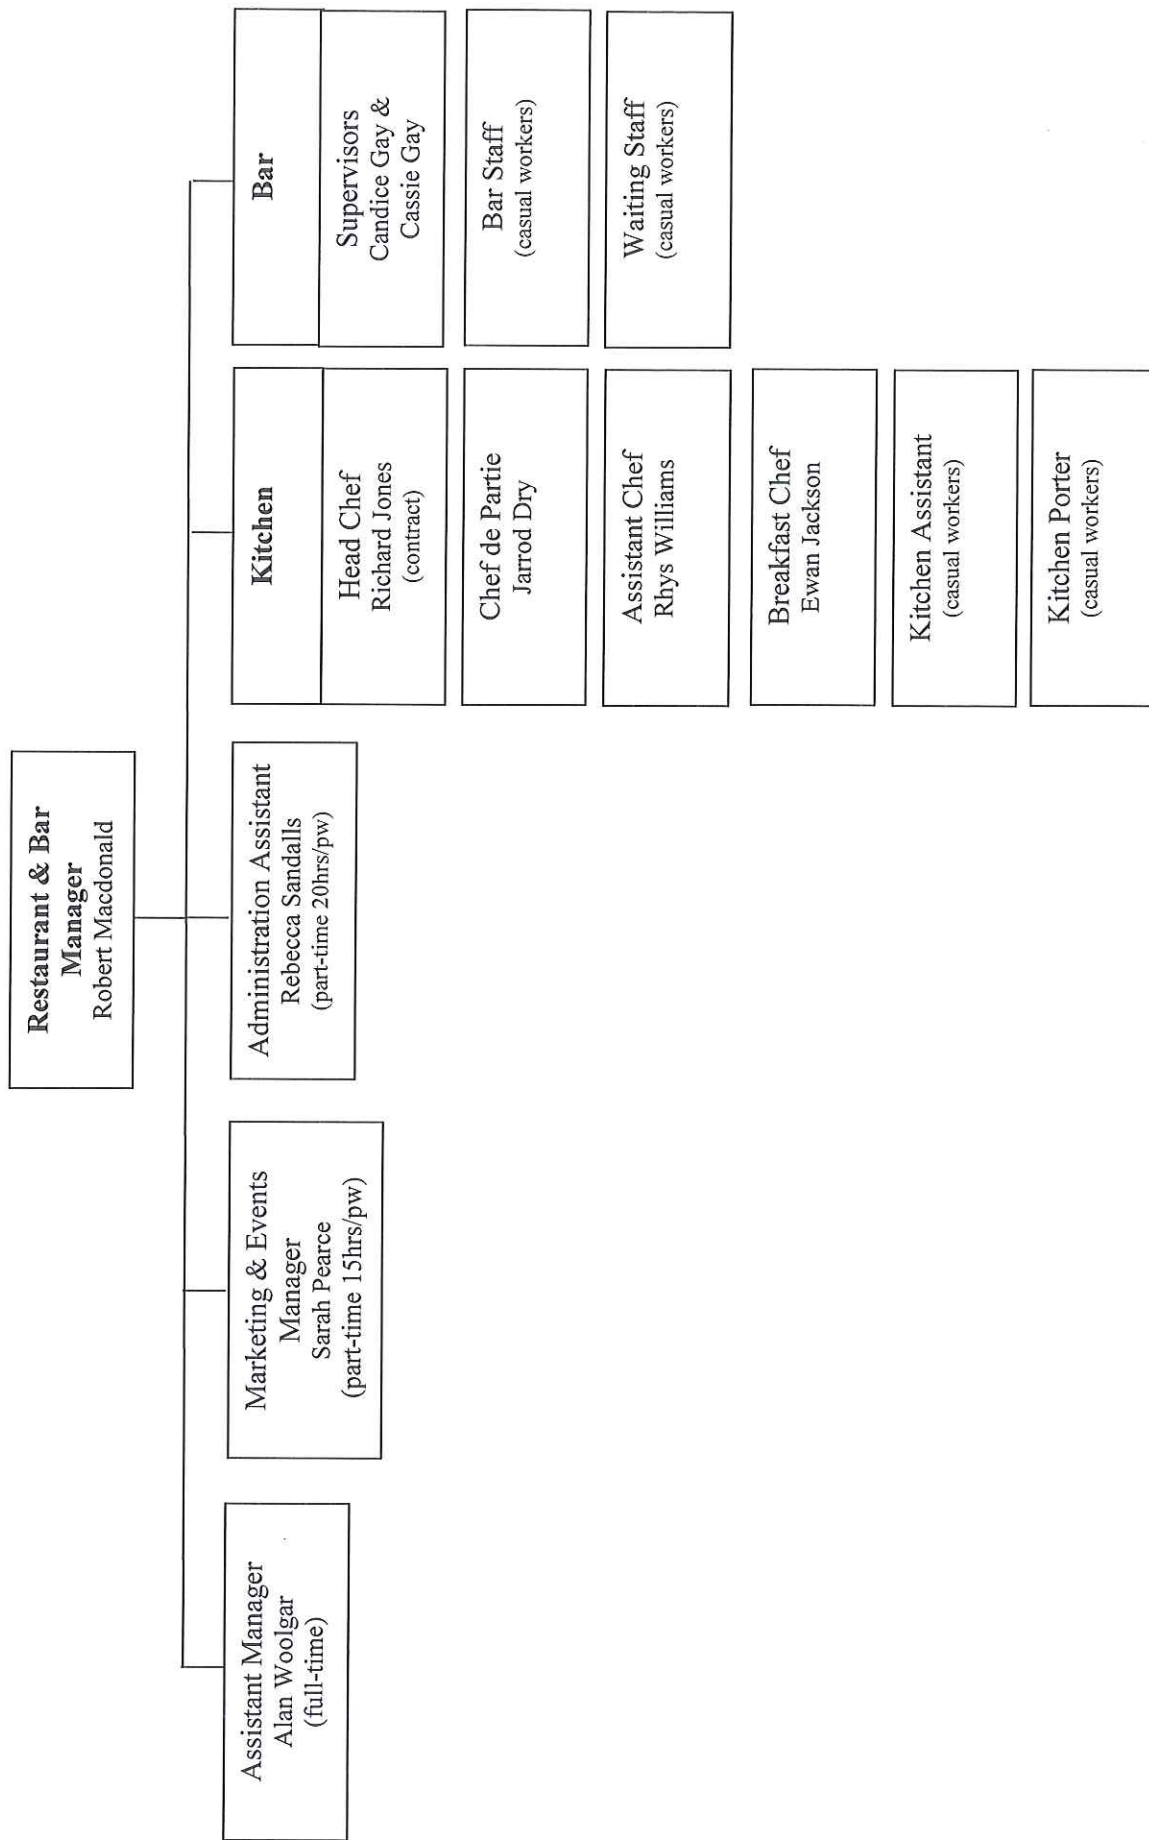 Restaurant & Bar
Manager
Robert Macdonald
Assistant Manager
Alan Woolgar
(full-time)
Marketing & Events
Manager
Sarah Pearce
(part-time 15hrs/pw)
Administration Assistant
Rebecca Sandalls
(part-time 20hrs/pw)
Kitchen
Head Chef
Richard Jones
(contract)
Chef de Partie
Jarrod Dry
Assistant Chef
Rhys Williams
Breakfast Chef
Ewan Jackson
Kitchen Assistant
(casual workers)
Kitchen Porter
(casual workers)
Bar
Supervisors
Candice Gay &
Cassie Gay
Bar Staff
(casual workers)
Waiting Staff
(casual workers)